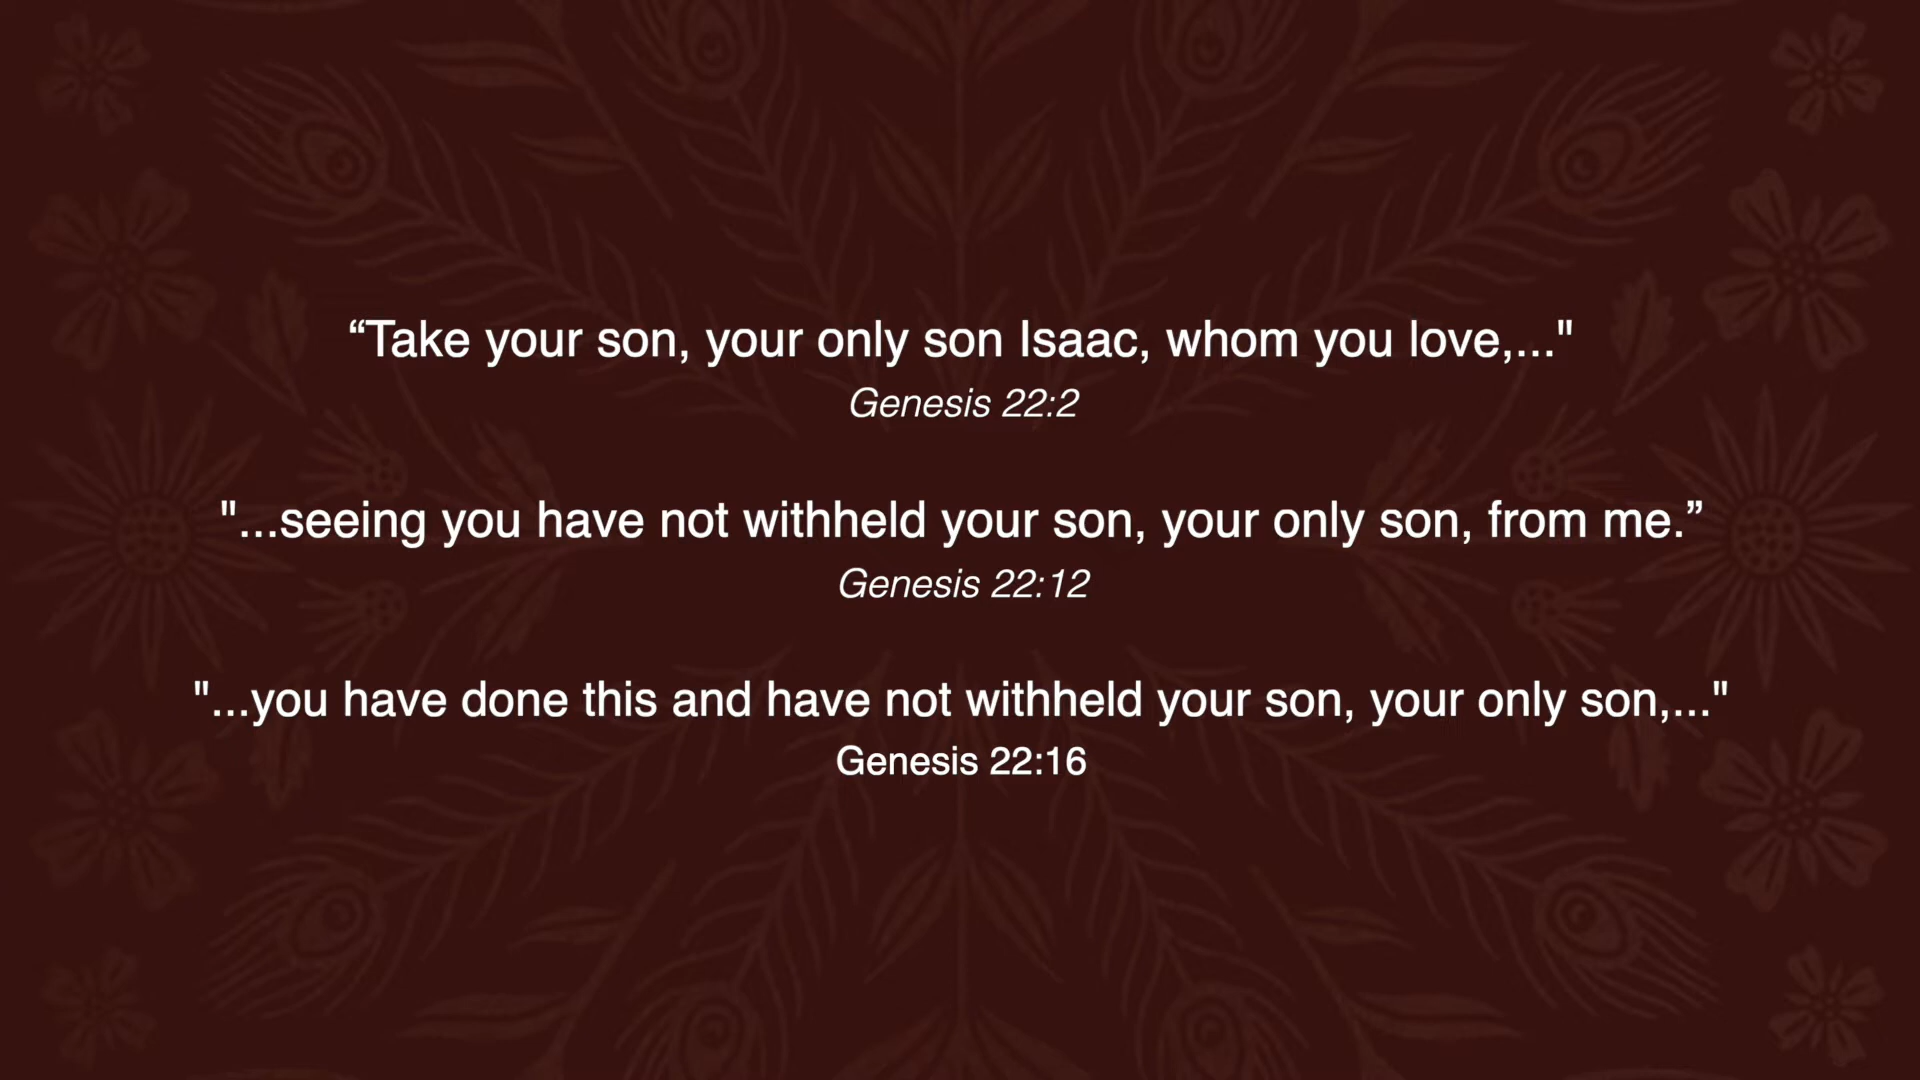 “Take your son, your only son Isaac, whom you love,..."
Genesis 22:2
"...seeing you have not withheld your son, your only son, from me.”
Genesis 22:12
"...you have done this and have not withheld your son, your only son,..."
Genesis 22:16